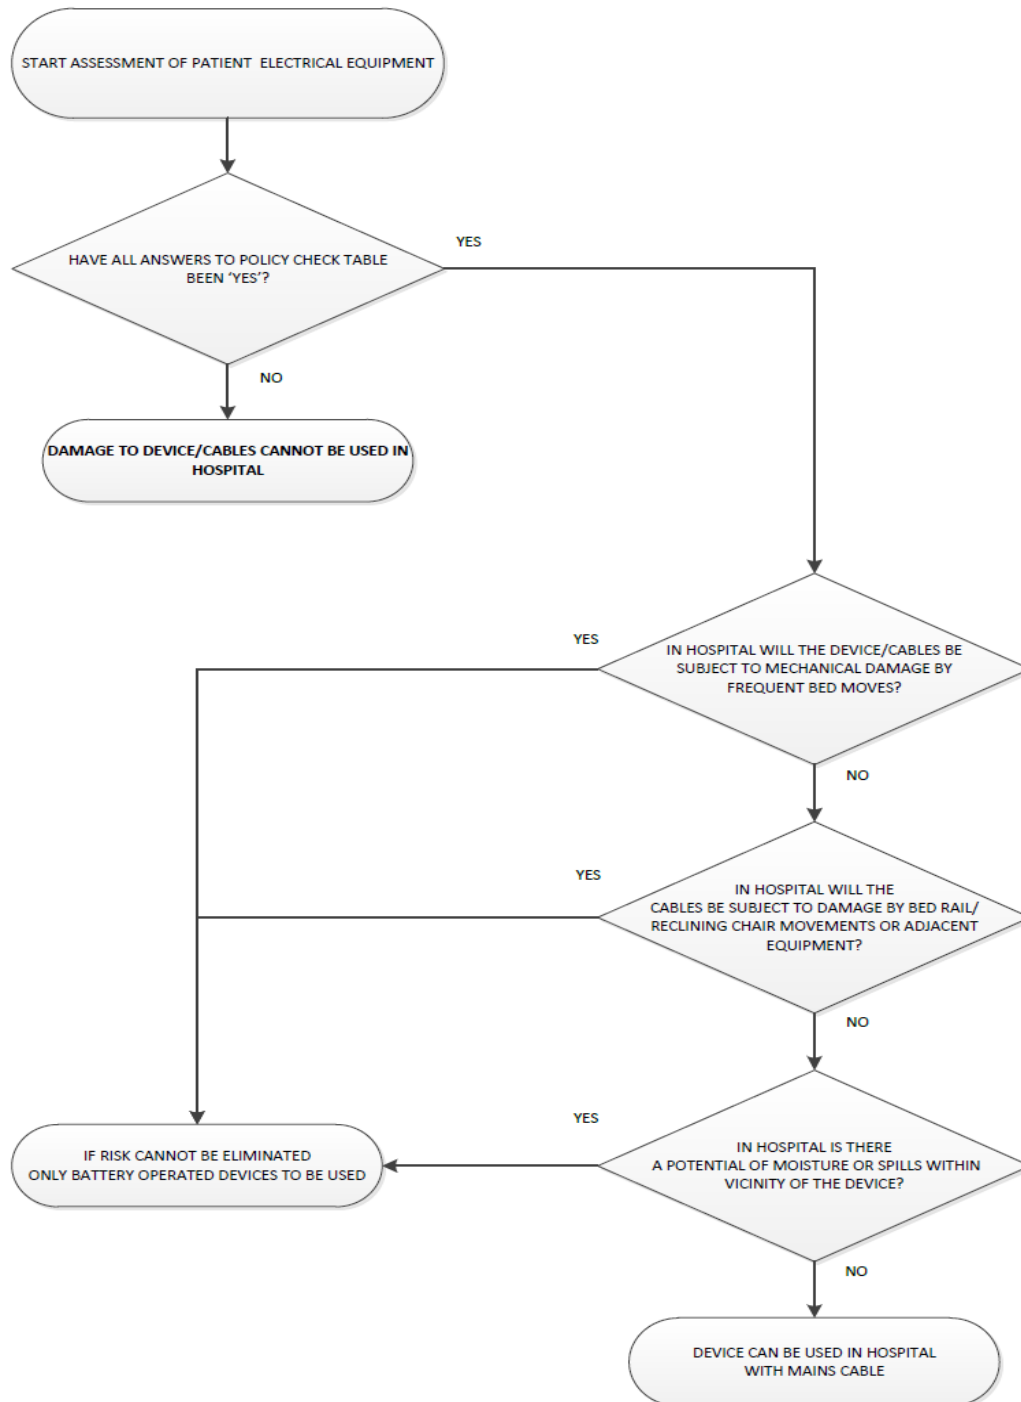 START ASSESSMENT OF PATIENT ELECTRICAL EQUIPMENT
YES
HAVE ALL ANSWERS TO POLICY CHECK TABLE
BEEN ‘YES’?
NO
DAMAGE TO DEVICE/CABLES CANNOT BE USED IN
HOSPITAL
YES
IN HOSPITAL WILL THE DEVICE/CABLES BE
SUBJECT TO MECHANICAL DAMAGE BY
FREQUENT BED MOVES?
NO
YES
IN HOSPITAL WILL THE
CABLES BE SUBJECT TO DAMAGE BY BED RAIL/
RECLINING CHAIR MOVEMENTS OR ADJACENT
EQUIPMENT?
NO
YES
IN HOSPITAL IS THERE
A POTENTIAL OF MOISTURE OR SPILLS WITHIN
VICINITY OF THE DEVICE?
IF RISK CANNOT BE ELIMINATED
ONLY BATTERY OPERATED DEVICES TO BE USED
NO
DEVICE CAN BE USED IN HOSPITAL
WITH MAINS CABLE